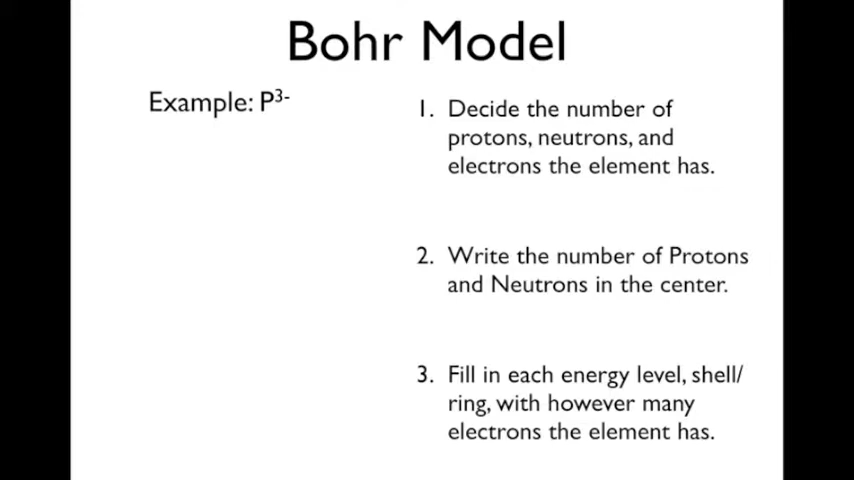 Bohr Model
Example: P³⁻
1. Decide the number of
protons, neutrons, and
electrons the element has.
2. Write the number of Protons
and Neutrons in the center.
3. Fill in each energy level, shell/
ring, with however many
electrons the element has.